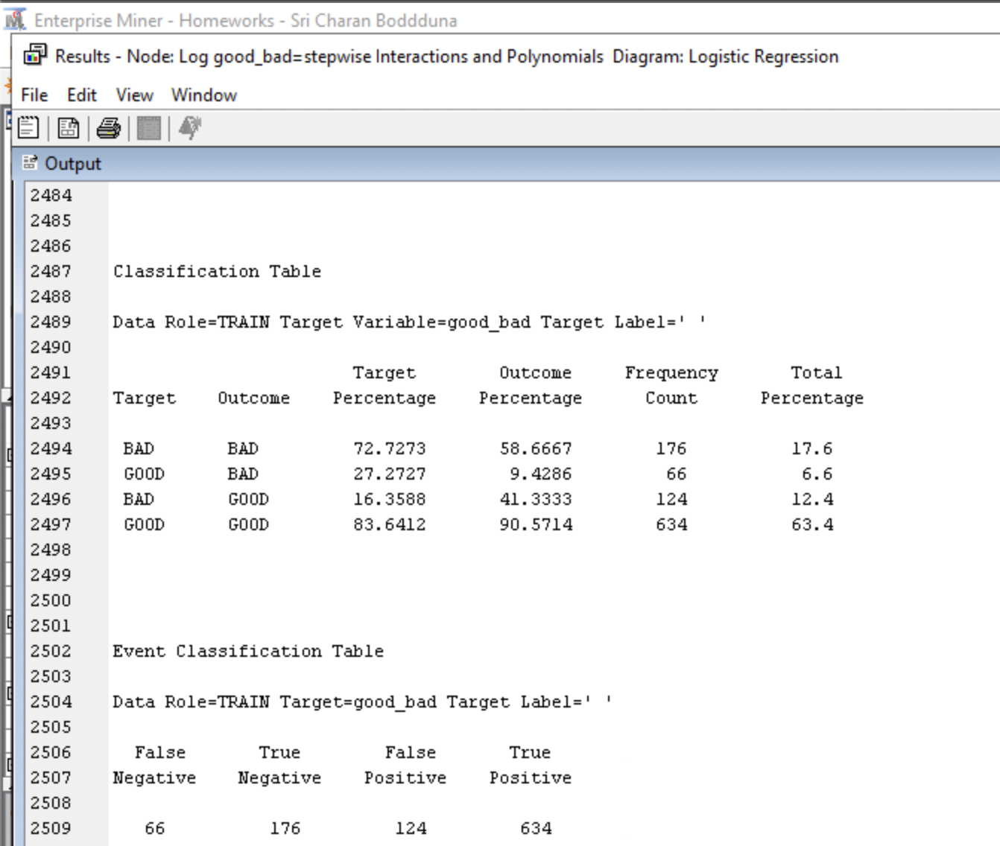 Enterprise Miner - Homeworks - Sri Charan Boddduna
Results - Node: Log good_bad=stepwise Interactions and Polynomials  Diagram: Logistic Regression
File Edit View Window
Output
2484
2485
2486
2487 Classification Table
2488
2489 Data Role=TRAIN Target Variable=good_bad Target Label=' '
2490
2491 Target Outcome Frequency Total
2492 Target Outcome Percentage Percentage Count Percentage
2493
2494 BAD BAD 72.7273 58.6667 176 17.6
2495 GOOD BAD 27.2727 9.4286 66 6.6
2496 BAD GOOD 16.3588 41.3333 124 12.4
2497 GOOD GOOD 83.6412 90.5714 634 63.4
2498
2499
2500
2501
2502 Event Classification Table
2503
2504 Data Role=TRAIN Target=good_bad Target Label=' '
2505
2506 False True False True
2507 Negative Negative Positive Positive
2508
2509 66 176 124 634